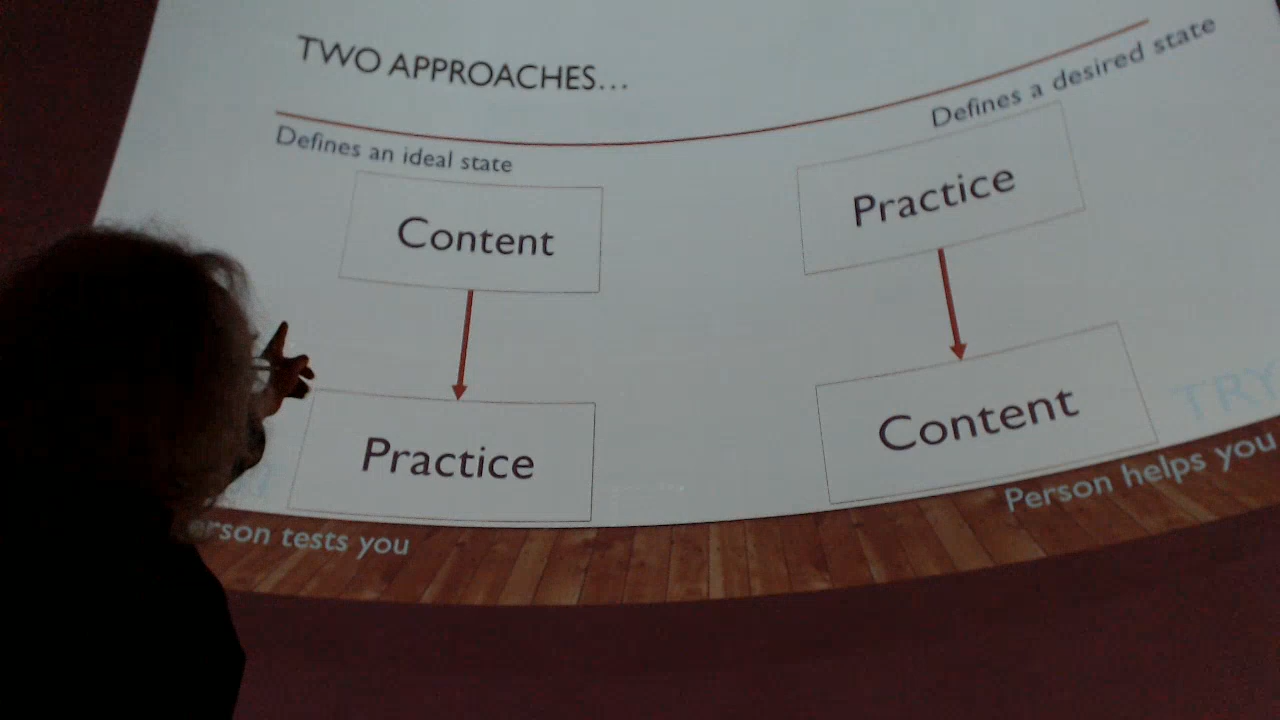 TWO APPROACHES...
Defines an ideal state
Content
Practice
erson tests you
Defines a desired state
Practice
Content
TRY
Person helps you